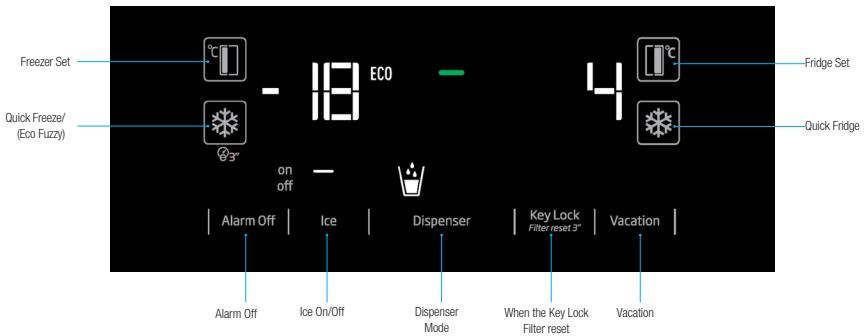 Freezer Set
°C
- 18
ECO
4
°C
Fridge Set
Quick Freeze/
(Eco Fuzzy)
3"
Quick Fridge
on
off
Alarm Off
Ice
Dispenser
Key Lock
Filter reset 3"
Vacation
Alarm Off
Ice On/Off
Dispenser
Mode
When the Key Lock
Filter reset
Vacation